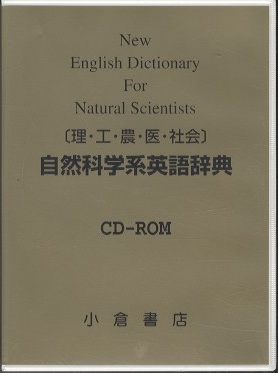 New
English Dictionary
For
Natural Scientists
〔理・工・農・医・社会〕
自然科学系英語辞典
CD-ROM
小倉書店